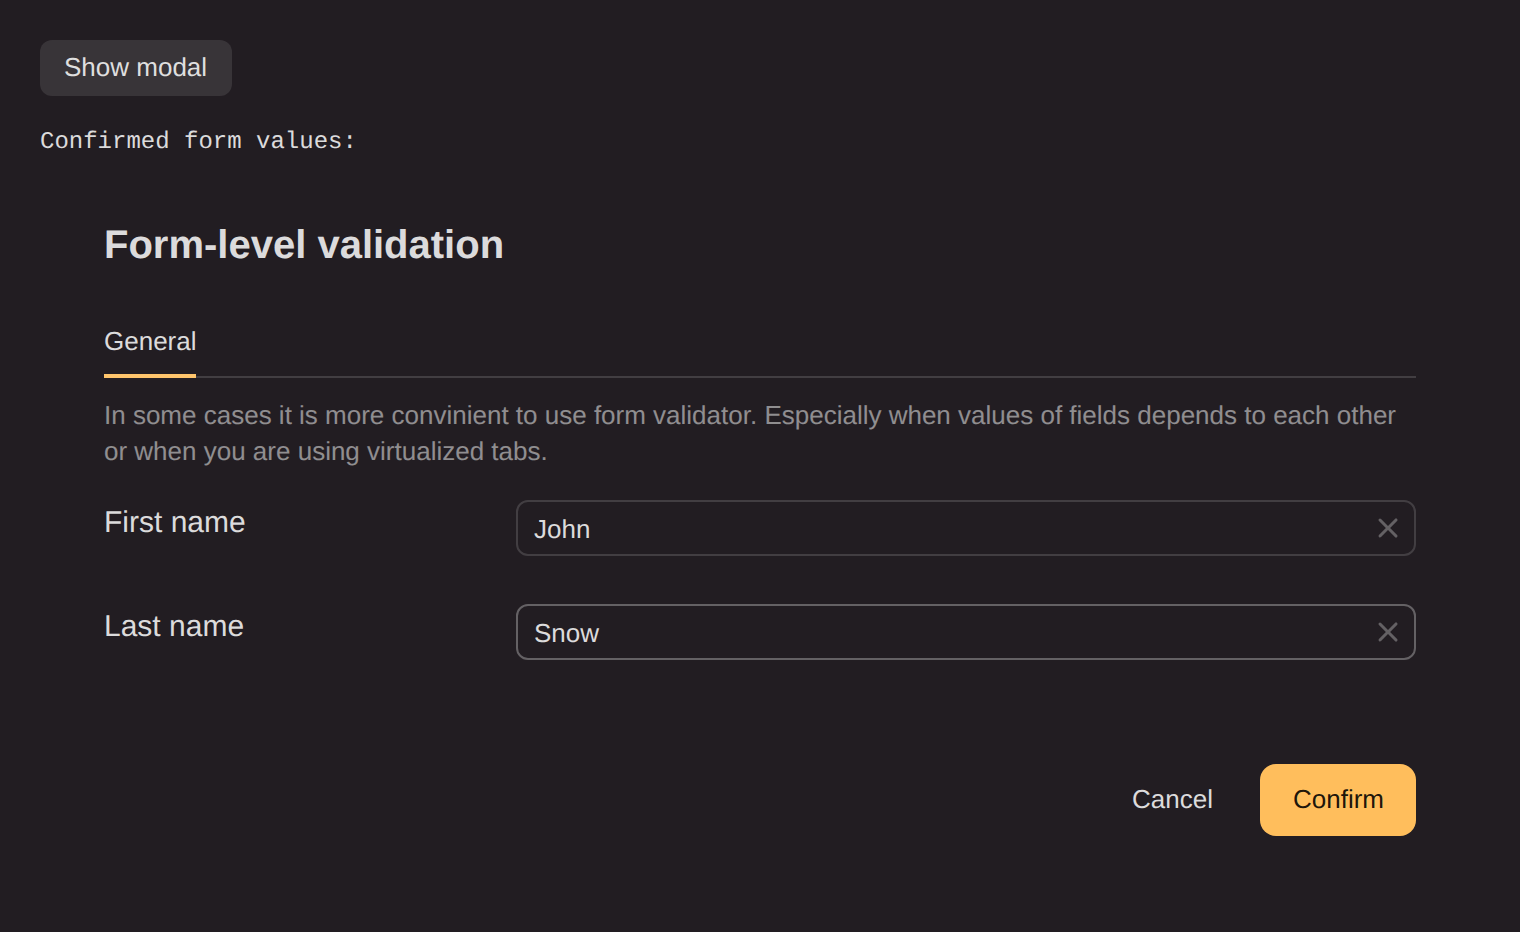 Show modal
Confirmed form values:
Form-level validation
General
In some cases it is more convinient to use form validator. Especially when values of fields depends to each other
or when you are using virtualized tabs.
First name
John
Last name
Snow
Cancel
Confirm